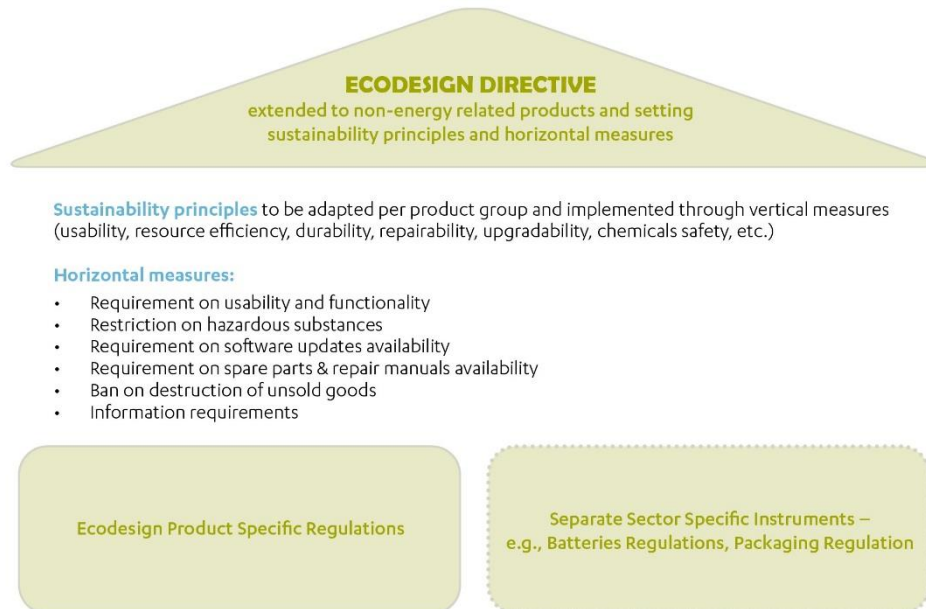 ECODESIGN DIRECTIVE
extended to non-energy related products and setting
sustainability principles and horizontal measures
Sustainability principles to be adapted per product group and implemented through vertical measures
(usability, resource efficiency, durability, repairability, upgradability, chemicals safety, etc.)
Horizontal measures:
• Requirement on usability and functionality
• Restriction on hazardous substances
• Requirement on software updates availability
• Requirement on spare parts & repair manuals availability
• Ban on destruction of unsold goods
• Information requirements
Ecodesign Product Specific Regulations
Separate Sector Specific Instruments –
e.g., Batteries Regulations, Packaging Regulation